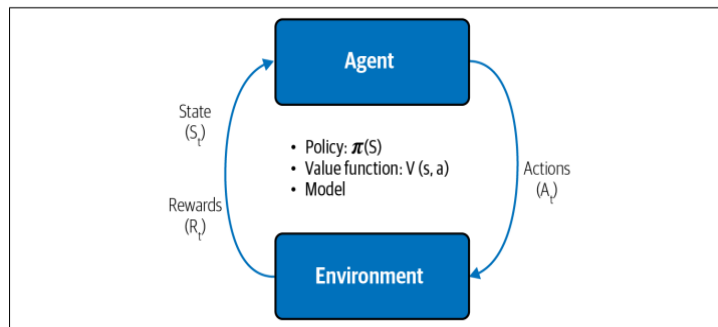 Agent
State
(Sₜ)
• Policy: π(S)
• Value function: V (s, a)
• Model
Actions
(Aₜ)
Rewards
(Rₜ)
Environment